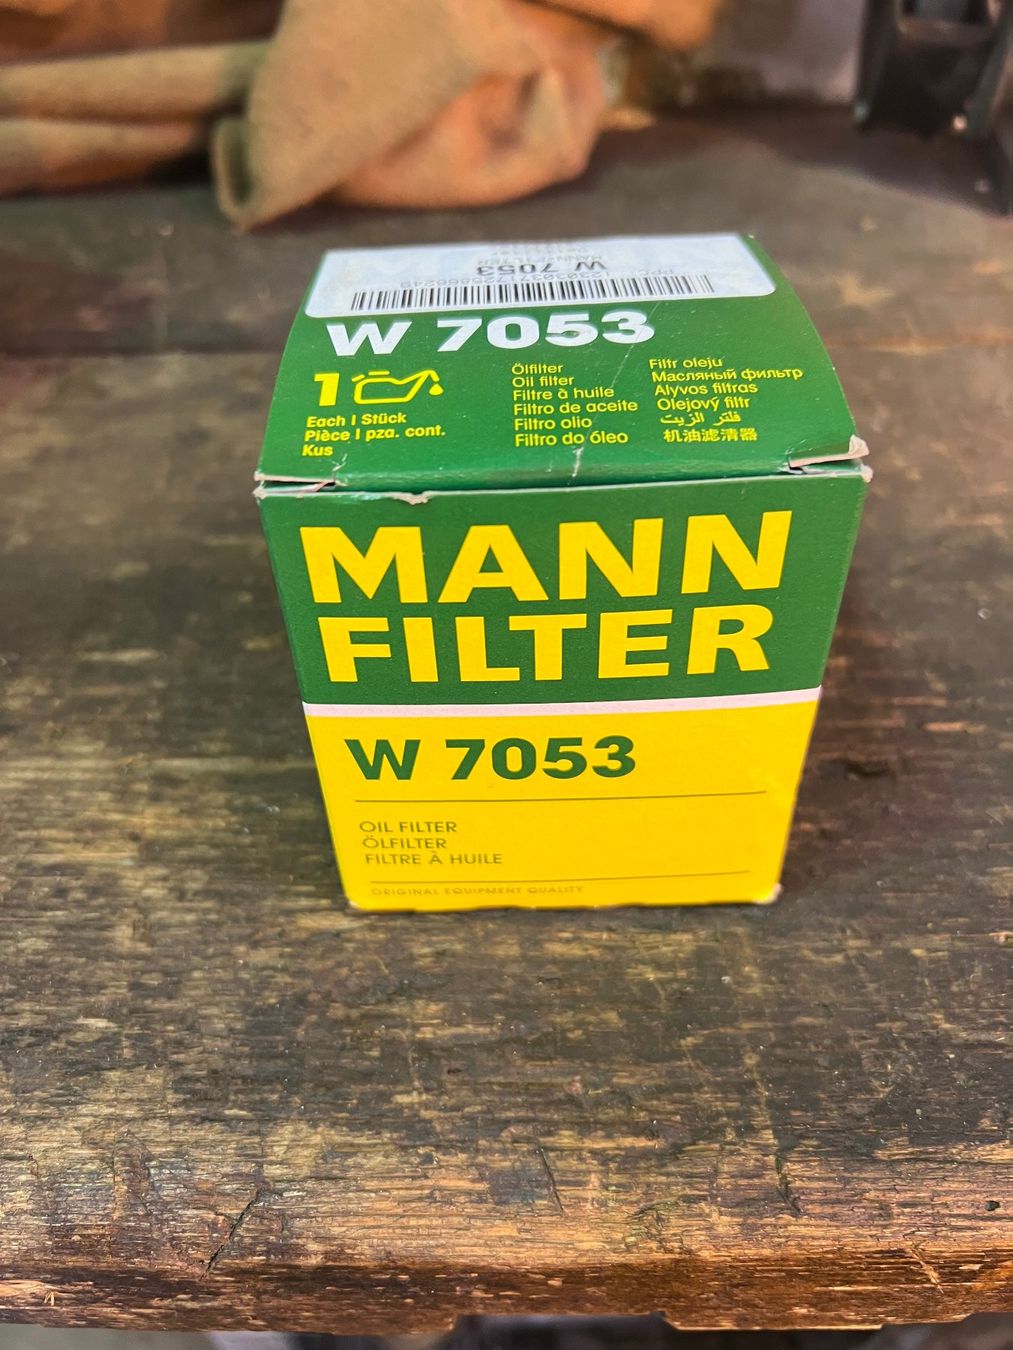 W 7053
W 7053
1
Each I Stück
Pièce I pza. cont.
Kus
Ölfilter
Oil filter
Filtre à huile
Filtro de aceite
Filtro olio
Filtro do óleo
Filtr oleju
Масляный фильтр
Alyvos filtras
Olejový filtr
فلتر الزيت
机油滤清器
MANN
FILTER
W 7053
OIL FILTER
ÖLFILTER
FILTRE À HUILE
ORIGINAL EQUIPMENT QUALITY